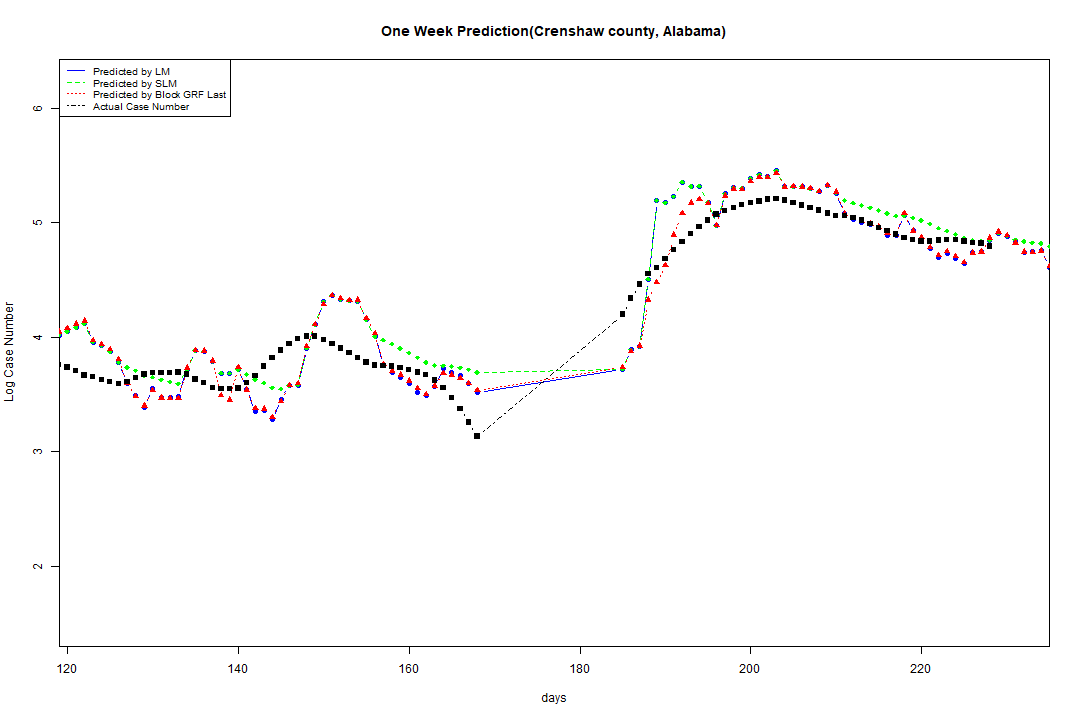 One Week Prediction(Crenshaw county, Alabama)
Predicted by LM
Predicted by SLM
Predicted by Block GRF Last
Actual Case Number
Log Case Number
6
5
4
3
2
120 140 160 180 200 220
days